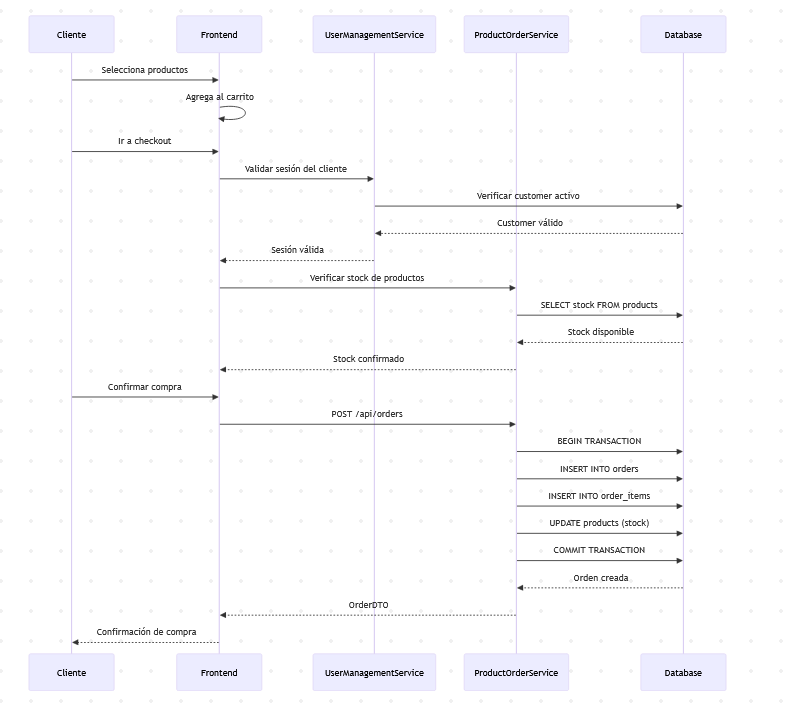 Cliente
Frontend
UserManagementService
ProductOrderService
Database
Selecciona productos
Agrega al carrito
Ir a checkout
Validar sesión del cliente
Verificar customer activo
Customer válido
Sesión válida
Verificar stock de productos
SELECT stock FROM products
Stock disponible
Stock confirmado
Confirmar compra
POST /api/orders
BEGIN TRANSACTION
INSERT INTO orders
INSERT INTO order_items
UPDATE products (stock)
COMMIT TRANSACTION
Orden creada
OrderDTO
Confirmación de compra
Cliente
Frontend
UserManagementService
ProductOrderService
Database